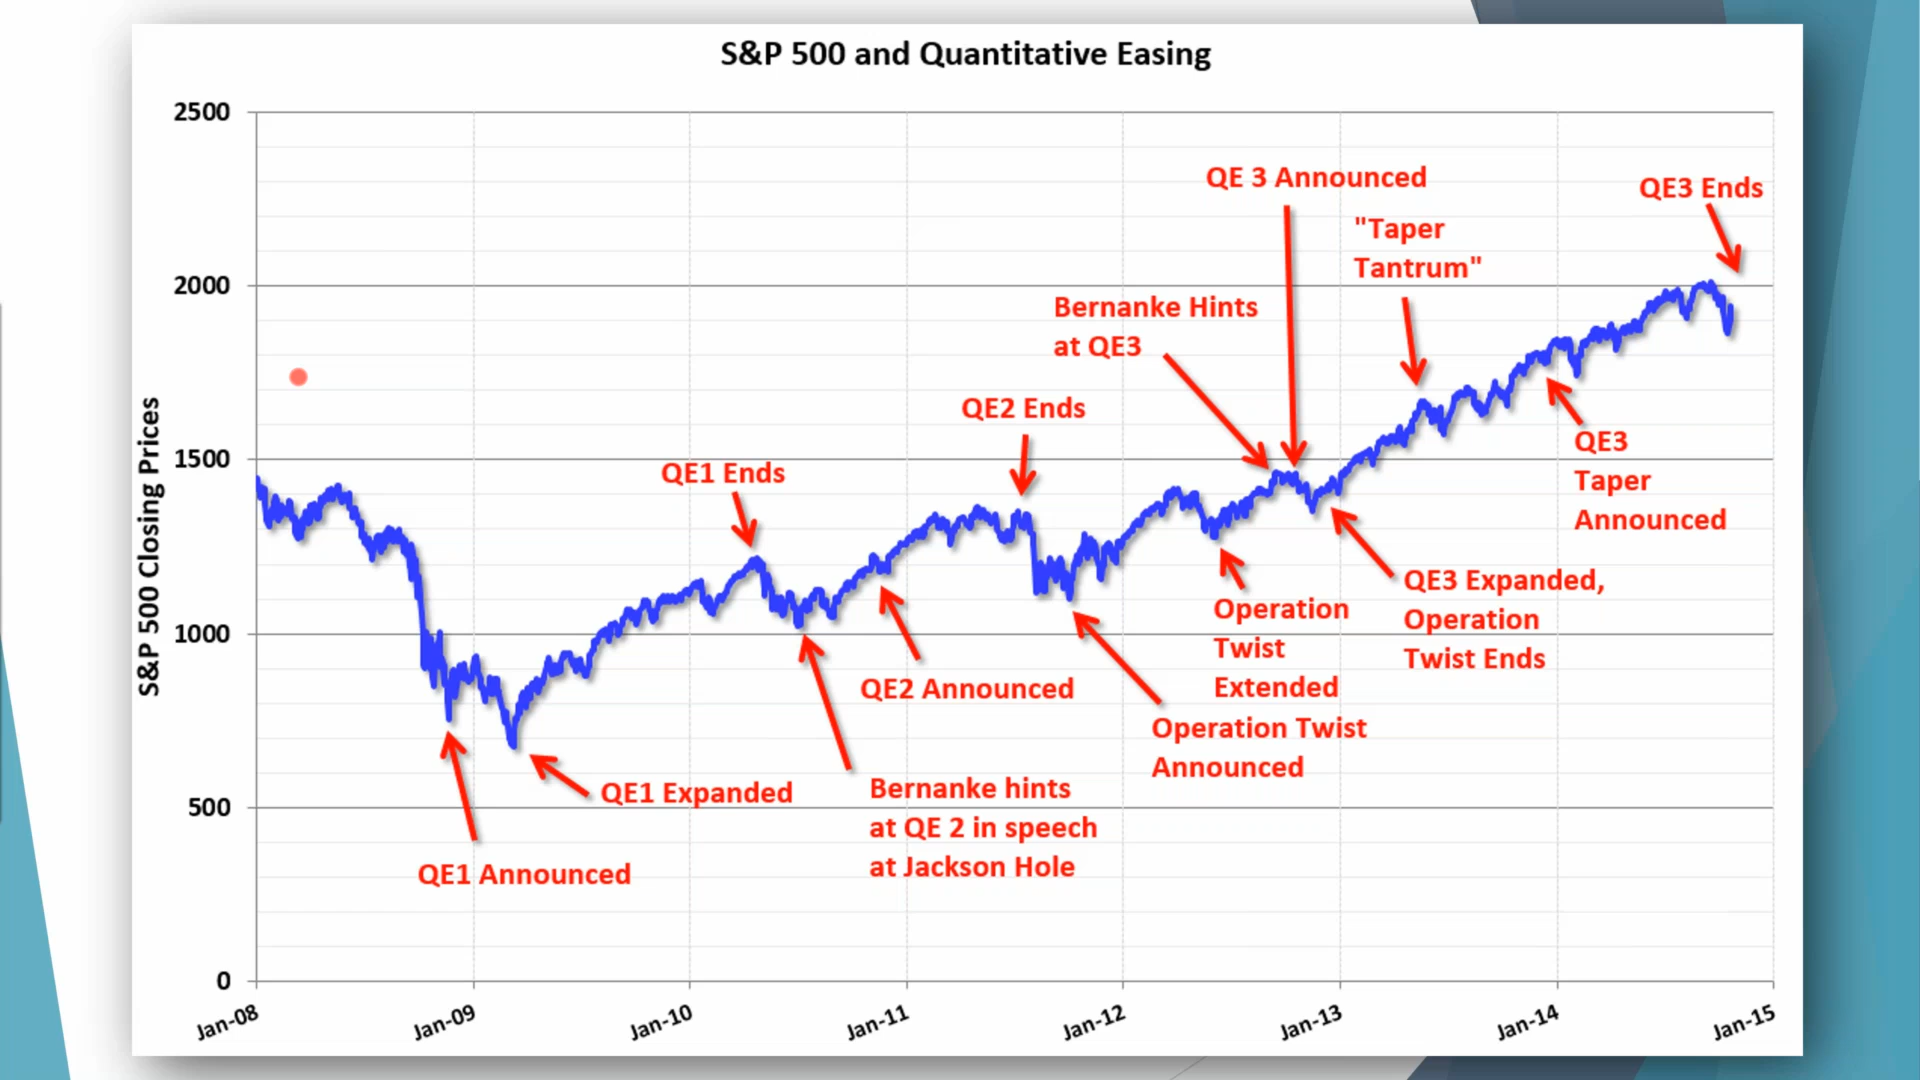 S&P 500 and Quantitative Easing
S&P 500 Closing Prices
2500
2000
1500
1000
500
0
Jan-08
Jan-09
Jan-10
Jan-11
Jan-12
Jan-13
Jan-14
Jan-15
QE1 Announced
QE1 Expanded
QE1 Ends
Bernanke hints
at QE 2 in speech
at Jackson Hole
QE2 Announced
QE2 Ends
Operation Twist
Announced
Operation
Twist
Extended
Bernanke Hints
at QE3
QE 3 Announced
QE3 Expanded,
Operation
Twist Ends
"Taper
Tantrum"
QE3
Taper
Announced
QE3 Ends